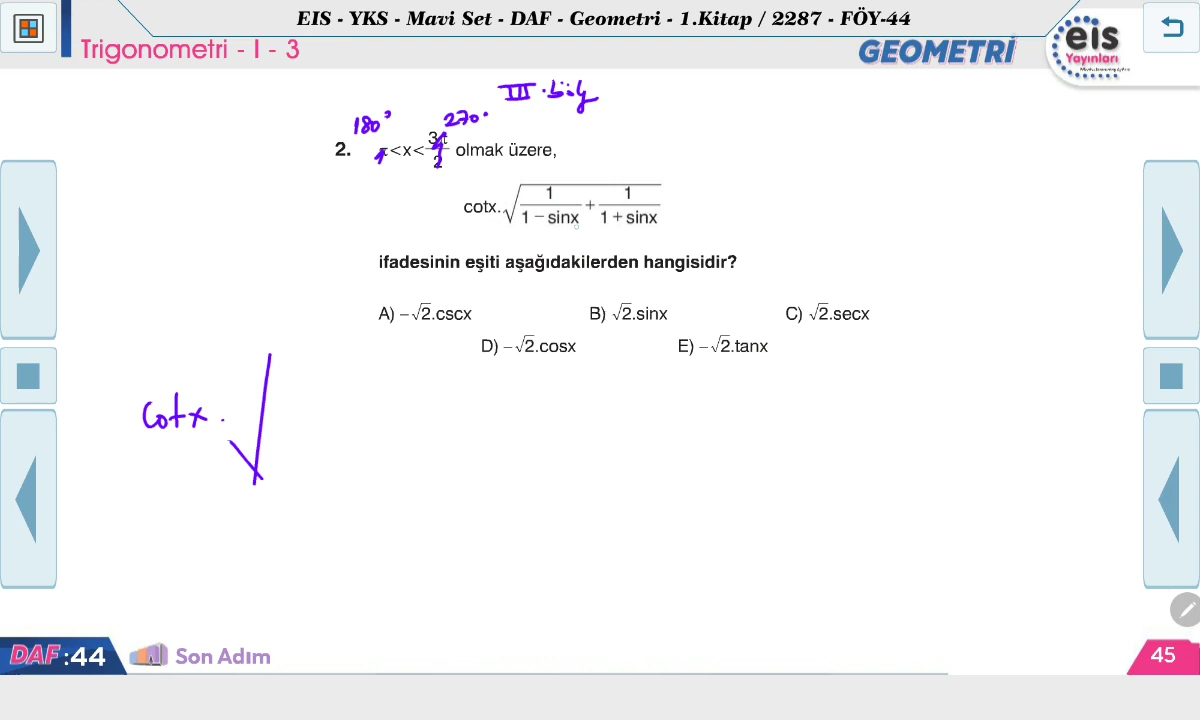 EIS - YKS - Mavi Set - DAF - Geometri - 1.Kitap / 2287 - FÖY-44
Trigonometri - I - 3
GEOMETRİ
eis
Yayınları
III. böl
180° 270°
2. π<x<3π/2 olmak üzere,
cotx.√(1/(1 − sinx) + 1/(1 + sinx))
ifadesinin eşiti aşağıdakilerden hangisidir?
A) −√2.cscx B) √2.sinx C) √2.secx
D) −√2.cosx E) −√2.tanx
cotx . √
DAF:44 Son Adım
45